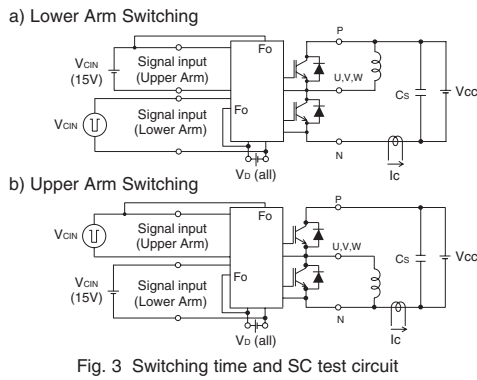 a) Lower Arm Switching
P
Fo
VCIN
(15V)
Signal input
(Upper Arm)
U,V,W
CS
VCC
Signal input
(Lower Arm)
Fo
VCIN
VD (all)
N
IC
b) Upper Arm Switching
P
Fo
VCIN
Signal input
(Upper Arm)
U,V,W
CS
VCC
VCIN
(15V)
Signal input
(Lower Arm)
Fo
VD (all)
N
IC
Fig. 3 Switching time and SC test circuit